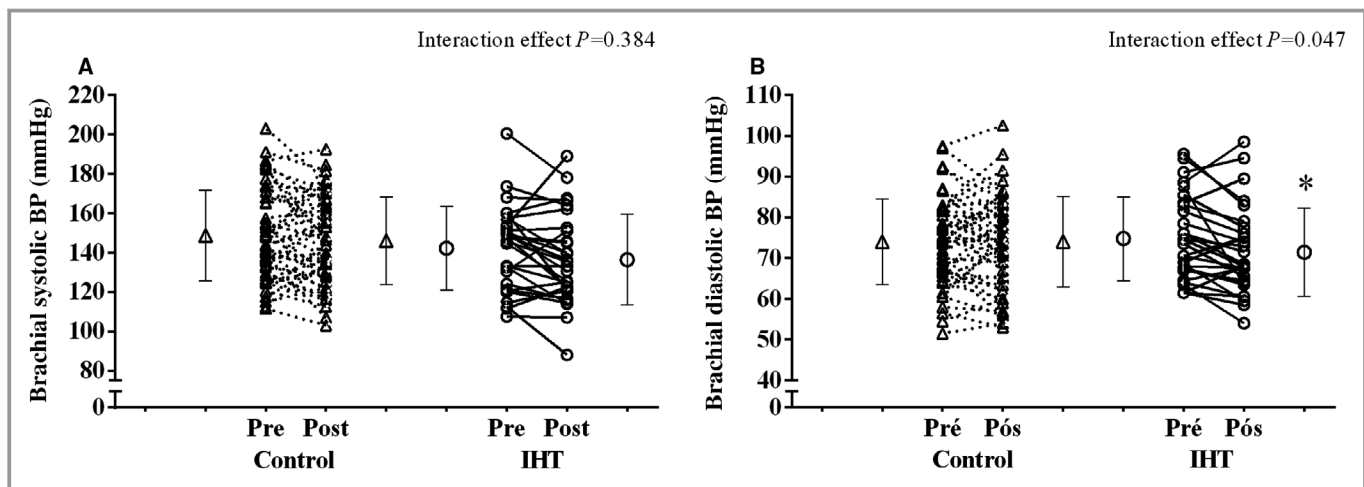 Interaction effect P=0.384
A
Brachial systolic BP (mmHg)
220
200
180
160
140
120
100
80
0
Pre Post Pre Post
Control IHT
Interaction effect P=0.047
B
Brachial diastolic BP (mmHg)
110
100
90
80
70
60
50
40
0
*
Pré Pós Pré Pós
Control IHT